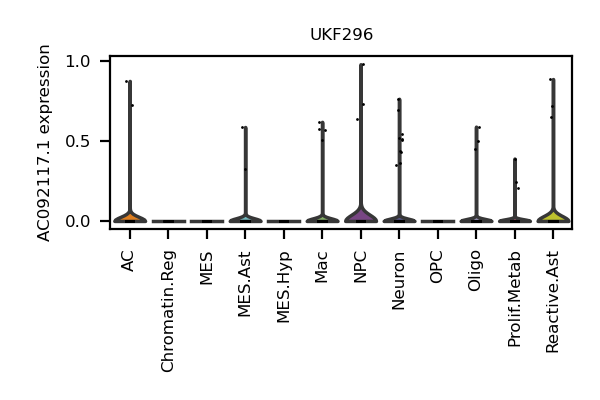 UKF296
AC092117.1 expression
1.0
0.5
0.0
AC
Chromatin.Reg
MES
MES.Ast
MES.Hyp
Mac
NPC
Neuron
OPC
Oligo
Prolif.Metab
Reactive.Ast